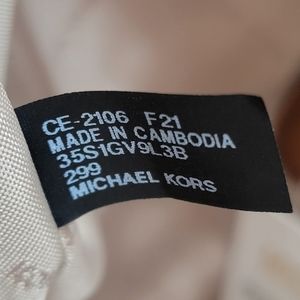 CE-2106 F21
MADE IN CAMBODIA
35S1GV9L3B
299
MICHAEL KORS